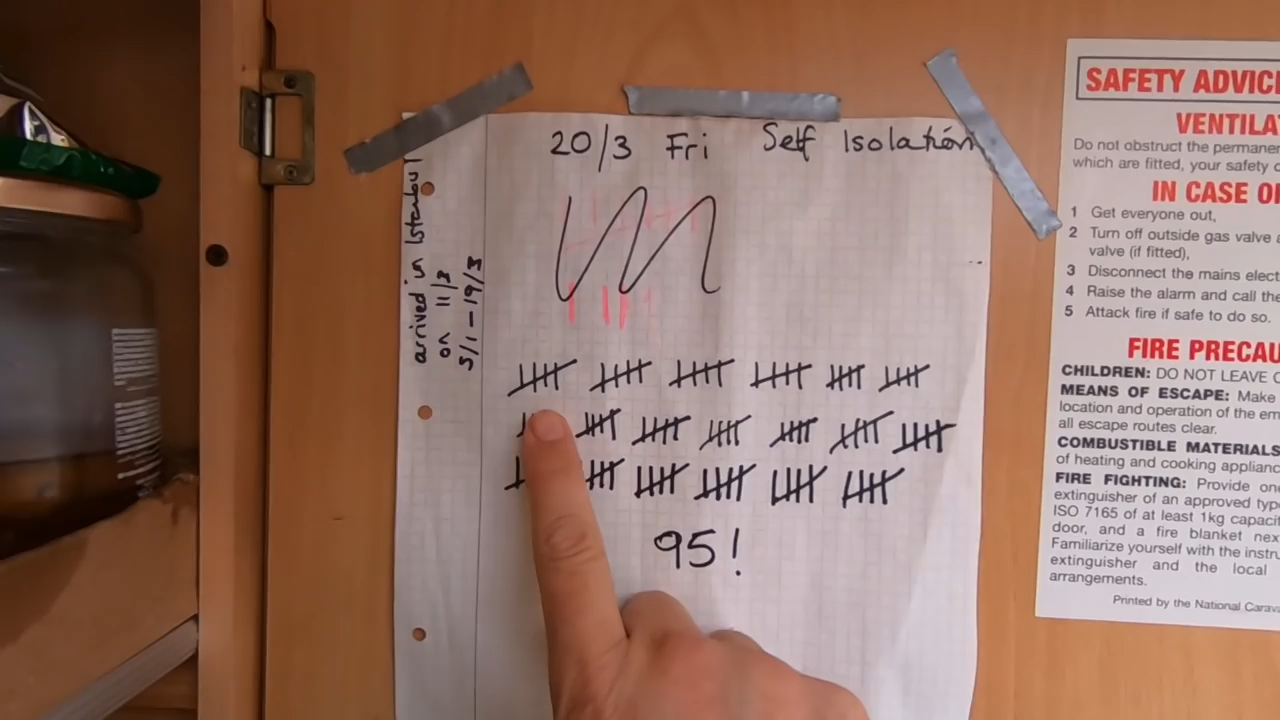 20/3 Fri Self Isolation
arrived in Istanbul
on 11/3
5/1 - 19/3
95!
SAFETY ADVIC
VENTILA
Do not obstruct the permane
which are fitted, your safety
IN CASE O
1 Get everyone out,
2 Turn off outside gas valve
valve (if fitted),
3 Disconnect the mains elect
4 Raise the alarm and call the
5 Attack fire if safe to do so.
FIRE PRECAU
CHILDREN: DO NOT LEAVE
MEANS OF ESCAPE: Make
location and operation of the em
all escape routes clear.
COMBUSTIBLE MATERIALS
of heating and cooking applianc
FIRE FIGHTING: Provide one
extinguisher of an approved typ
ISO 7165 of at least 1kg capaci
door, and a fire blanket nex
Familiarize yourself with the instru
extinguisher and the local
arrangements.
Printed by the National Carava